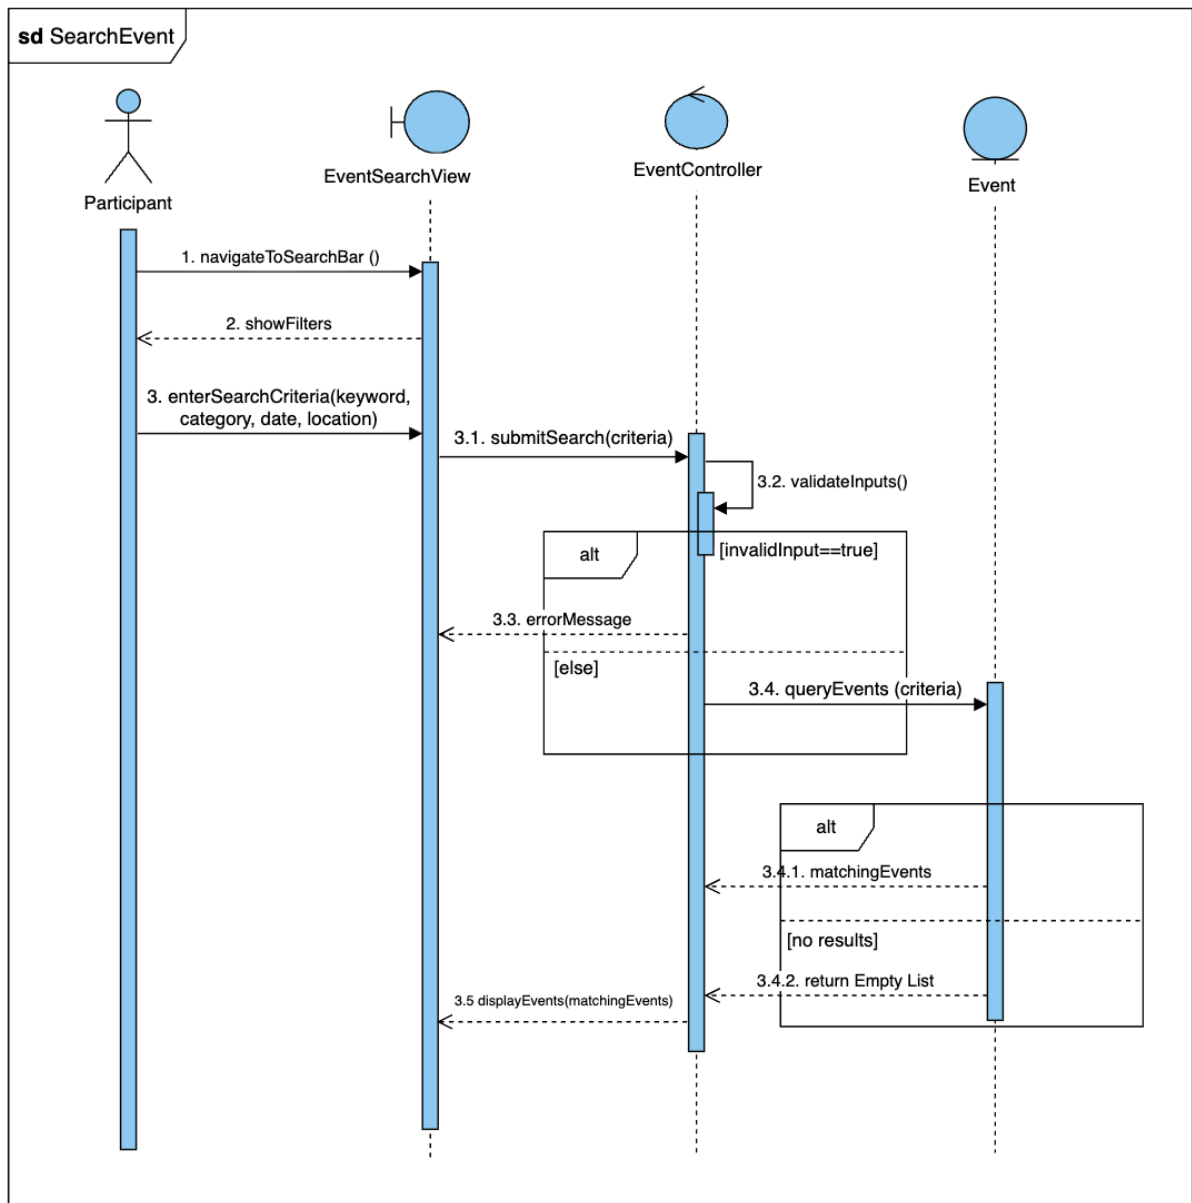 sd SearchEvent
Participant
EventSearchView
EventController
Event
1. navigateToSearchBar ()
2. showFilters
3. enterSearchCriteria(keyword,
category, date, location)
3.1. submitSearch(criteria)
3.2. validateInputs()
alt
[invalidInput==true]
3.3. errorMessage
[else]
3.4. queryEvents (criteria)
alt
3.4.1. matchingEvents
[no results]
3.4.2. return Empty List
3.5 displayEvents(matchingEvents)